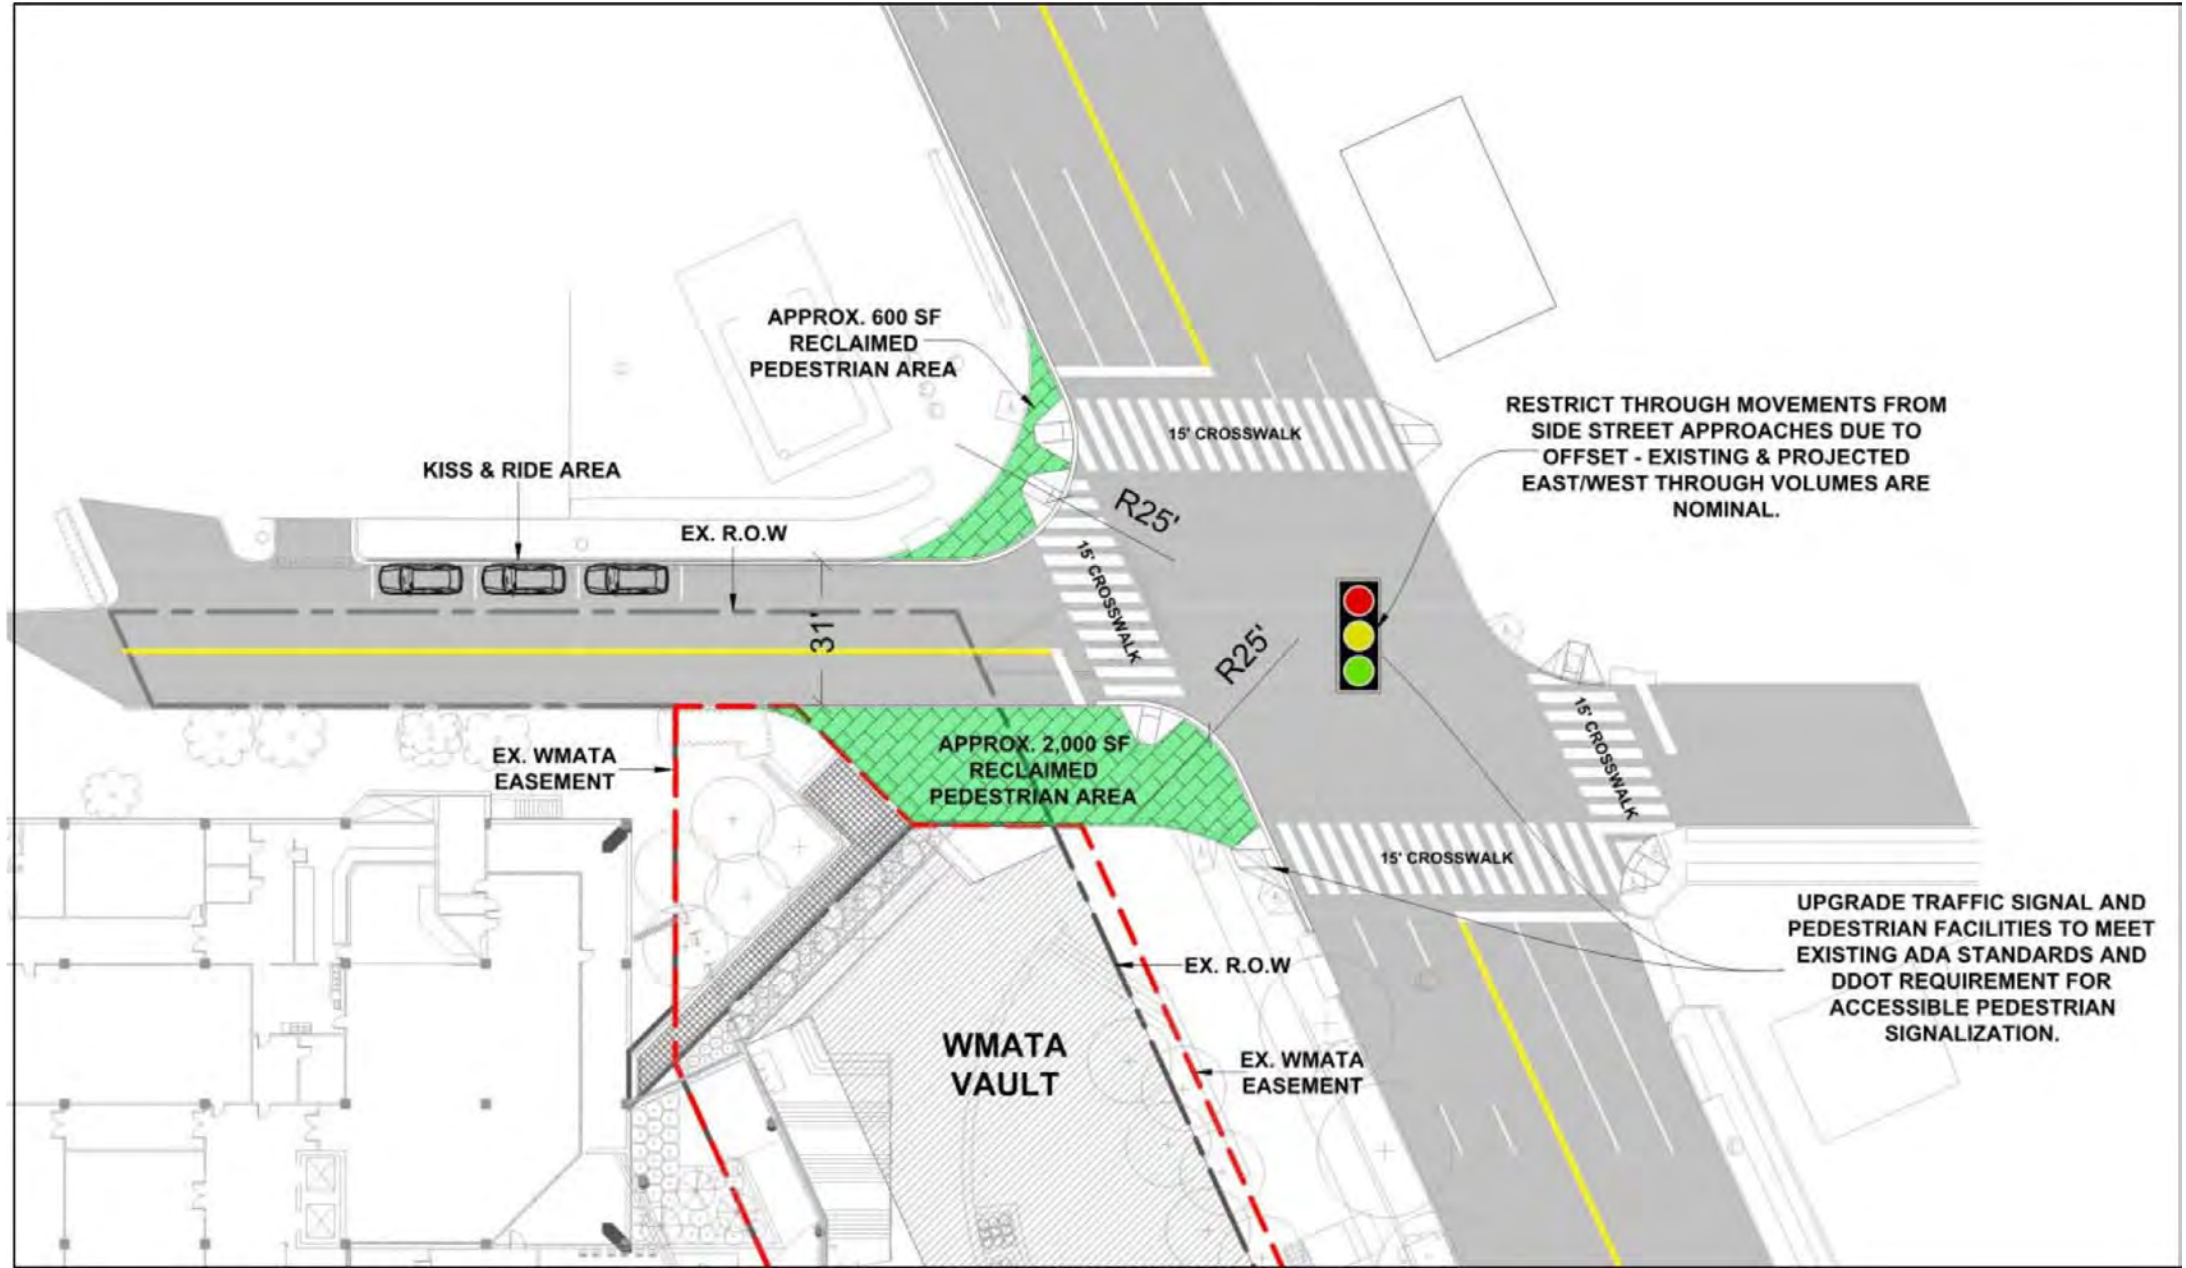 APPROX. 600 SF
RECLAIMED
PEDESTRIAN AREA
15' CROSSWALK
RESTRICT THROUGH MOVEMENTS FROM
SIDE STREET APPROACHES DUE TO
OFFSET - EXISTING & PROJECTED
EAST/WEST THROUGH VOLUMES ARE
NOMINAL.
KISS & RIDE AREA
EX. R.O.W
R25'
15' CROSSWALK
31'
R25'
15' CROSSWALK
EX. WMATA
EASEMENT
APPROX. 2,000 SF
RECLAIMED
PEDESTRIAN AREA
15' CROSSWALK
UPGRADE TRAFFIC SIGNAL AND
PEDESTRIAN FACILITIES TO MEET
EXISTING ADA STANDARDS AND
DDOT REQUIREMENT FOR
ACCESSIBLE PEDESTRIAN
SIGNALIZATION.
EX. R.O.W
WMATA
VAULT
EX. WMATA
EASEMENT